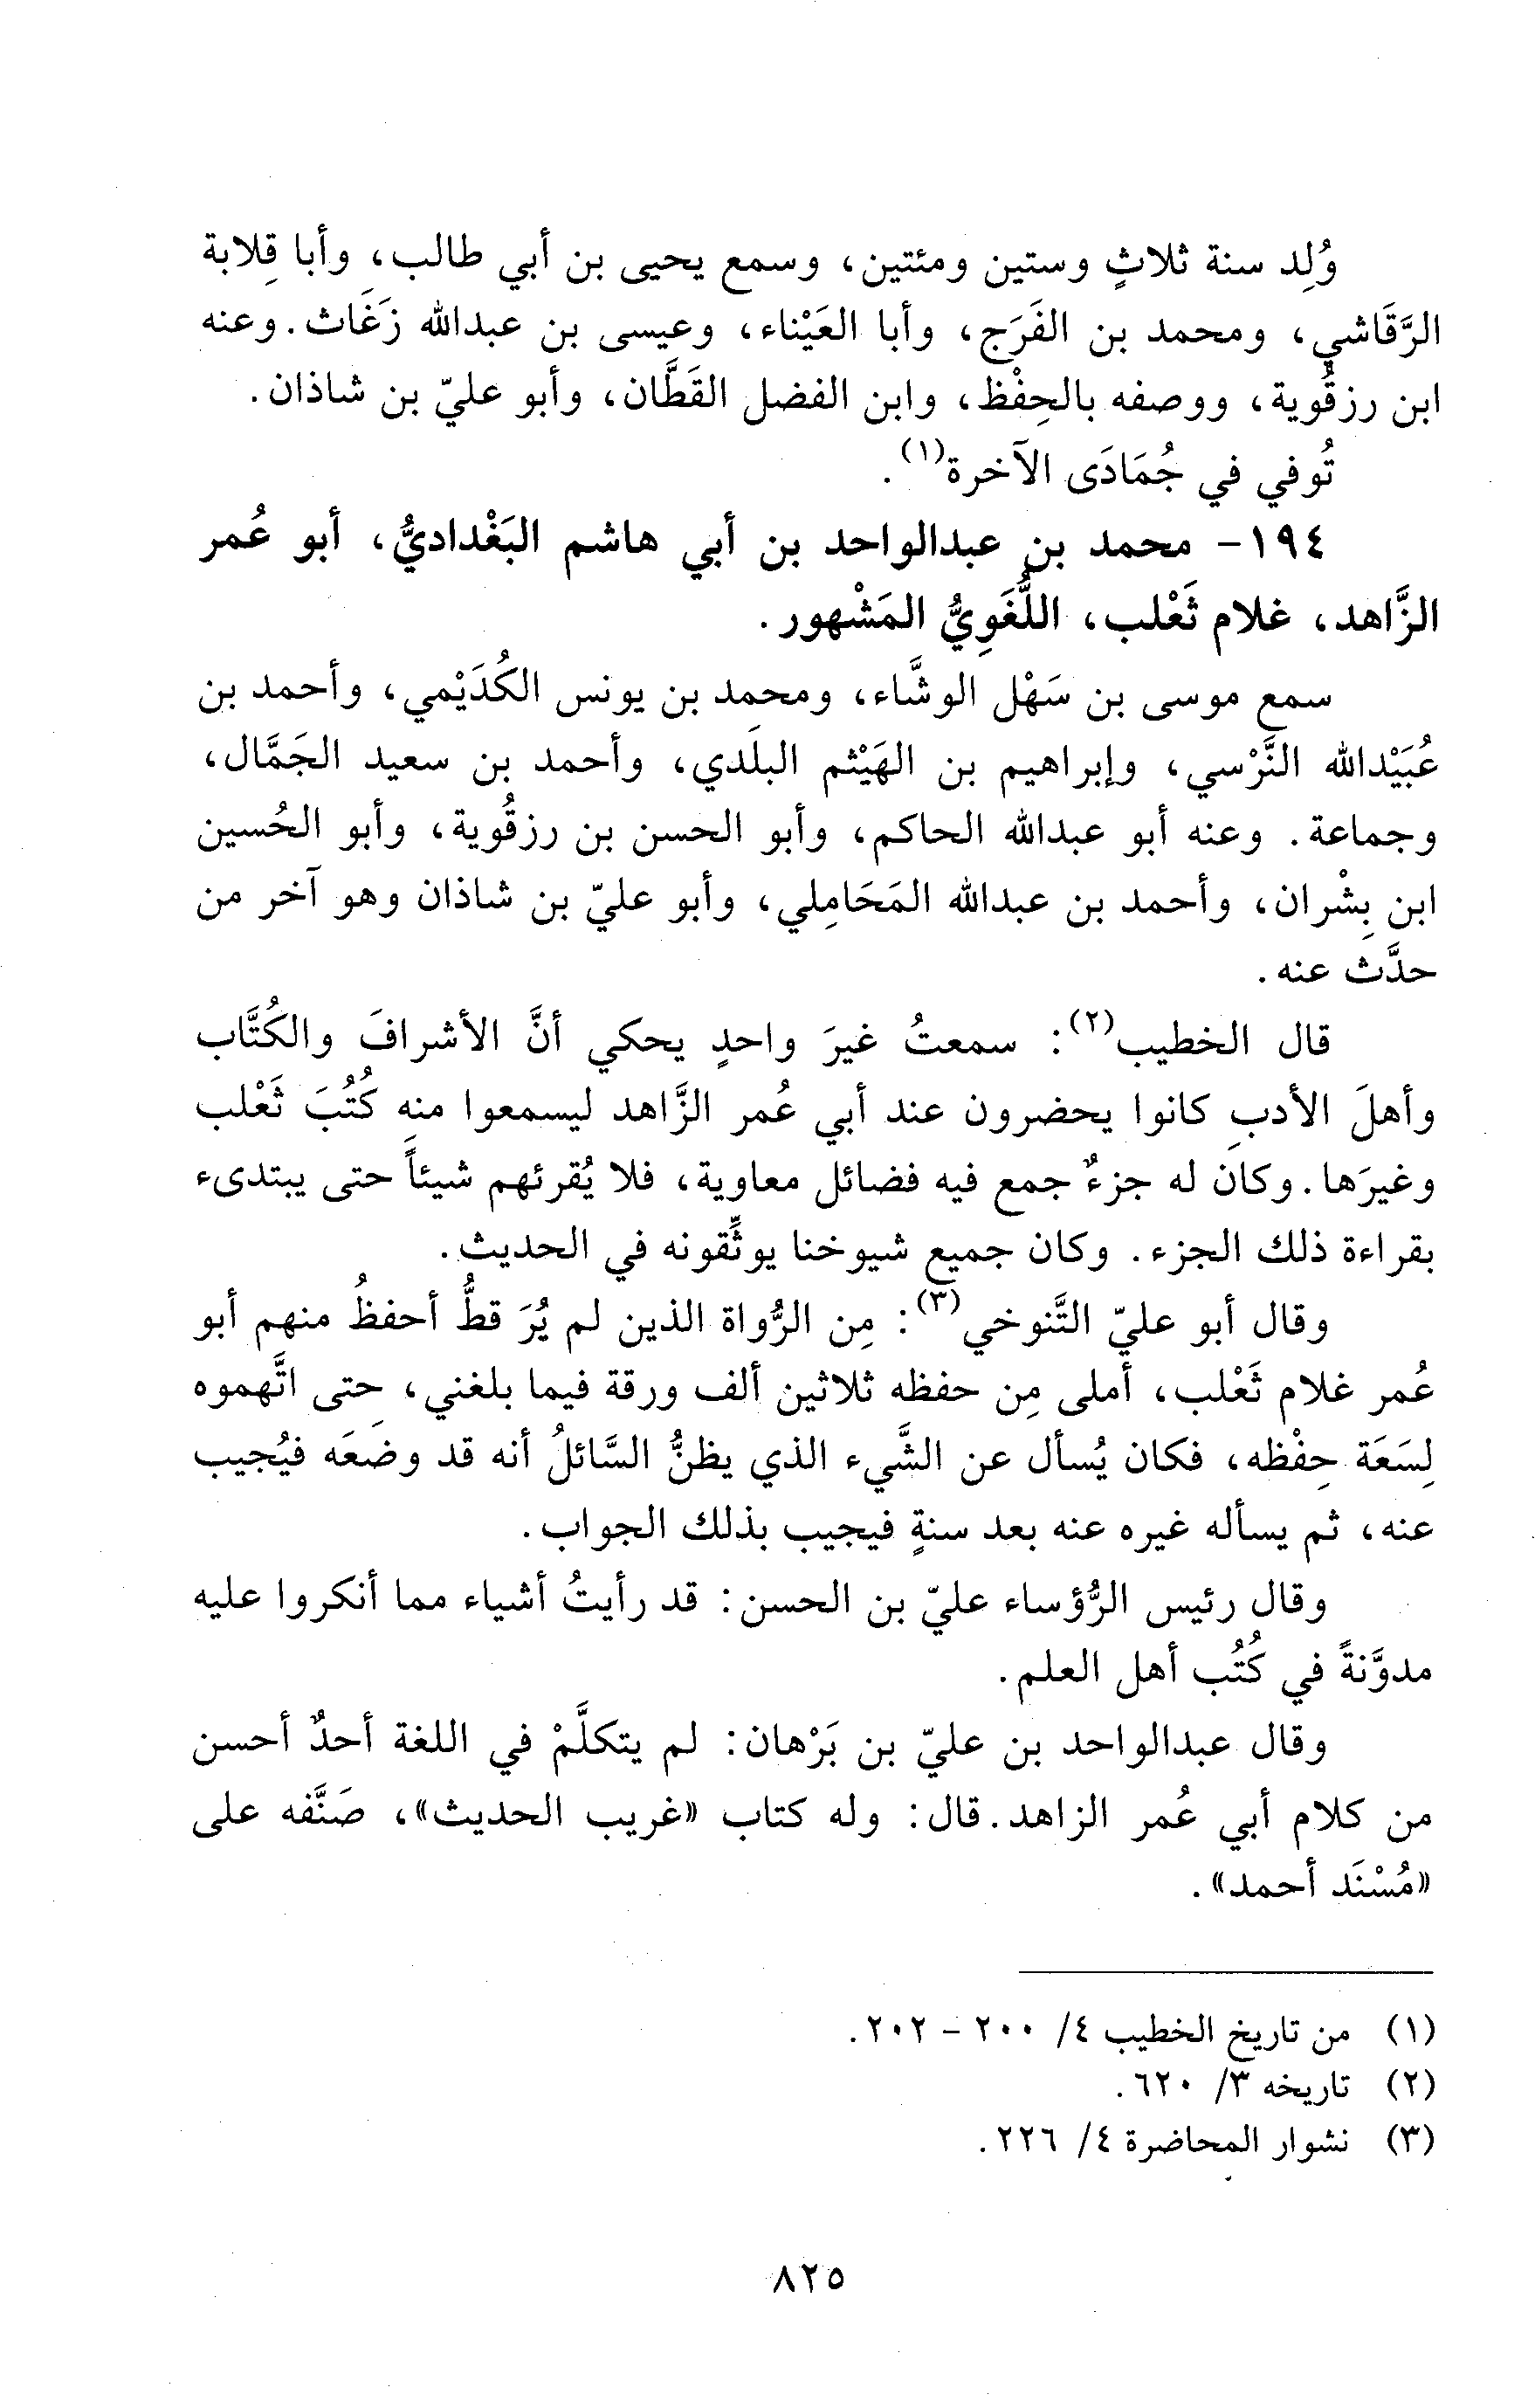 وُلِد سنة ثلاثٍ وستين ومئتين، وسمع يحيى بن أبي طالب، وأبا قِلابة
الرَّقَاشي، ومحمد بن الفَرَج، وأبا العَيْناء، وعيسى بن عبدالله زَغَاث. وعنه
ابن رزقُوية، ووصفه بالحِفْظ، وابن الفضل القَطَّان، وأبو عليّ بن شاذان.
تُوفي في جُمَادَى الآخرة(١).
١٩٤- محمد بن عبدالواحد بن أبي هاشم البَغْداديُّ، أبو عُمر
الزَّاهد، غلام ثَعْلب، اللُّغَوِيُّ المَشْهور.
سمع موسى بن سَهْل الوشَّاء، ومحمد بن يونس الكُدَيْمي، وأحمد بن
عُبَيْدالله النَّرْسي، وإبراهيم بن الهَيْثم البلَدي، وأحمد بن سعيد الجَمَّال،
وجماعة. وعنه أبو عبدالله الحاكم، وأبو الحسن بن رزقُوية، وأبو الحُسين
ابن بِشْران، وأحمد بن عبدالله المَحَامِلي، وأبو عليّ بن شاذان وهو آخر من
حدَّث عنه.
قال الخطيب(٢): سمعتُ غيرَ واحدٍ يحكي أنَّ الأشرافَ والكُتَّاب
وأهلَ الأدبِ كانوا يحضرون عند أبي عُمر الزَّاهد ليسمعوا منه كُتُبَ ثَعْلب
وغيرَها. وكان له جزءٌ جمع فيه فضائل معاوية، فلا يُقرئهم شيئاً حتى يبتدىء
بقراءة ذلك الجزء. وكان جميع شيوخنا يوثِّقونه في الحديث.
وقال أبو عليّ التَّنوخي(٣): مِن الرُّواة الذين لم يُرَ قطُّ أحفظُ منهم أبو
عُمر غلام ثَعْلب، أملى مِن حفظه ثلاثين ألف ورقة فيما بلغني، حتى اتَّهموه
لِسَعَة حِفْظه، فكان يُسأل عن الشَّيء الذي يظنُّ السَّائلُ أنه قد وضَعَه فيُجيب
عنه، ثم يسأله غيره عنه بعد سنةٍ فيجيب بذلك الجواب.
وقال رئيس الرُّؤساء عليّ بن الحسن: قد رأيتُ أشياء مما أنكروا عليه
مدوَّنةً في كُتُب أهل العلم.
وقال عبدالواحد بن عليّ بن بَرْهان: لم يتكلَّمْ في اللغة أحدٌ أحسن
من كلام أبي عُمر الزاهد. قال: وله كتاب «غريب الحديث»، صَنَّفه على
«مُسْنَد أحمد».
(١) من تاريخ الخطيب ٤/ ٢٠٠ - ٢٠٢.
(٢) تاريخه ٣/ ٦٢٠.
(٣) نشوار المحاضرة ٤/ ٢٢٦.
٨٢٥